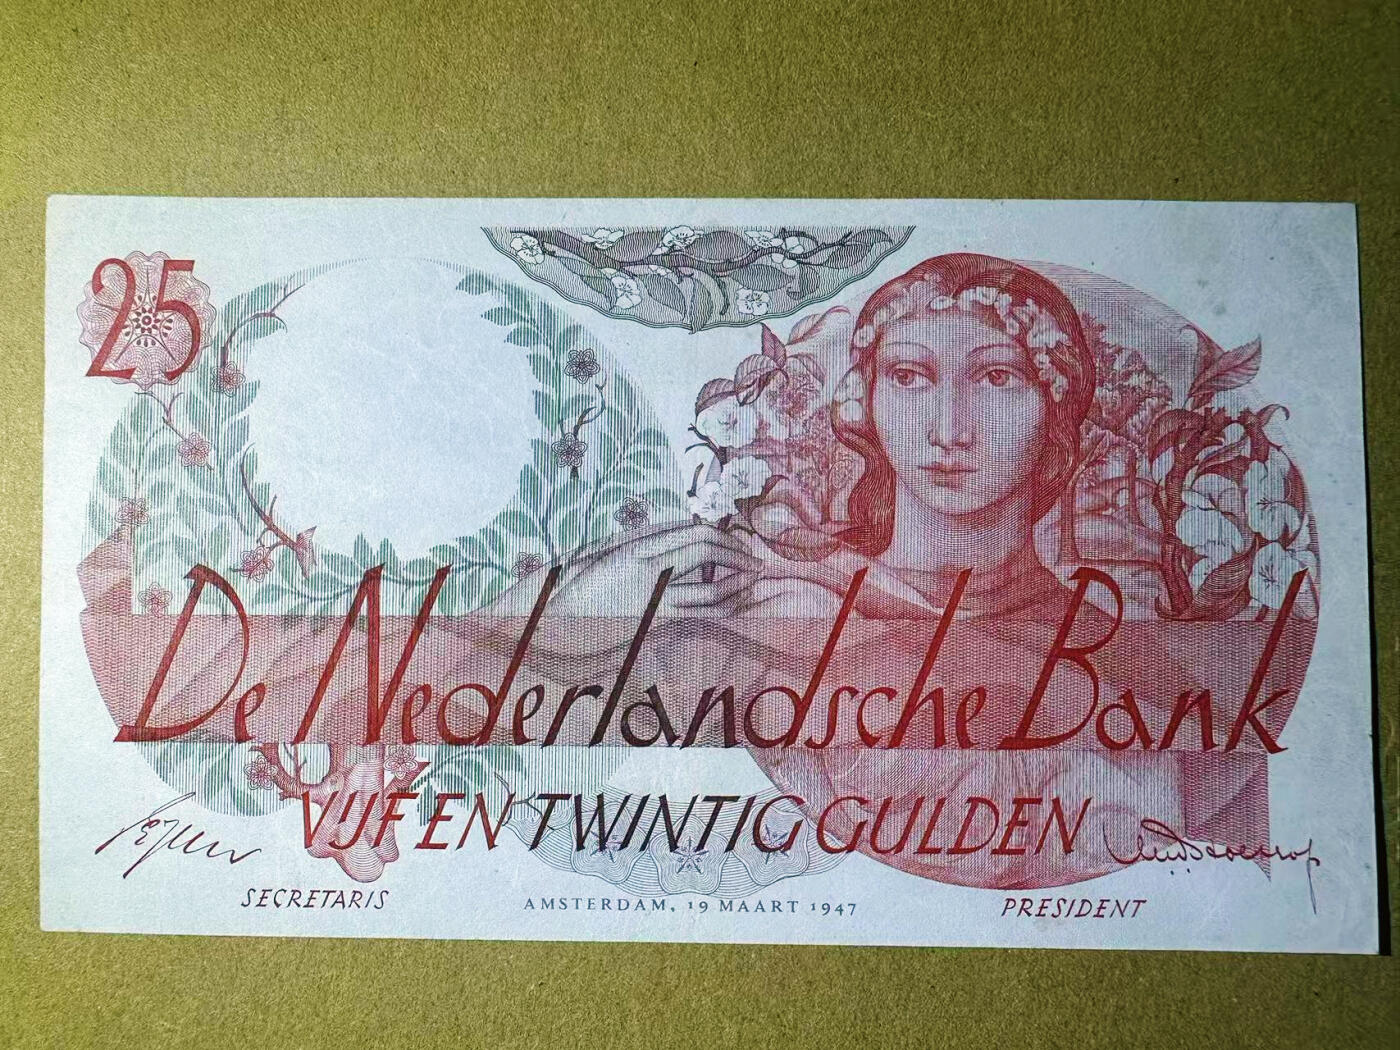 25
De Nederlandsche Bank
VIJF EN TWINTIG GULDEN
SECRETARIS
AMSTERDAM, 19 MAART 1947
PRESIDENT